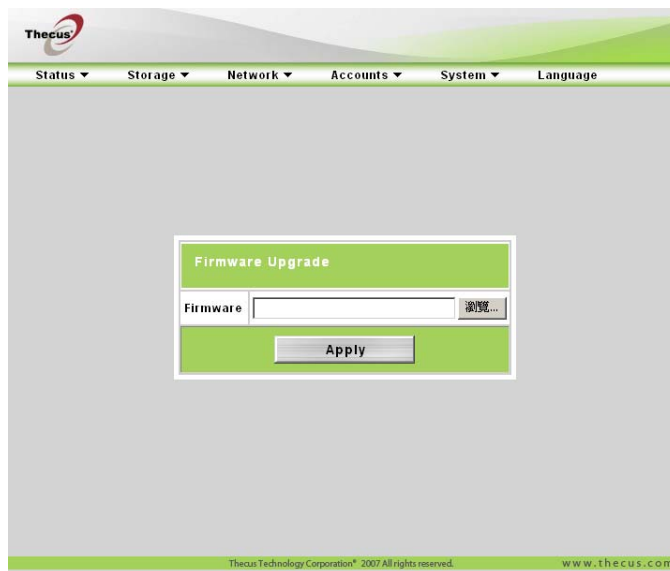 Thecus
Status ▼ Storage ▼ Network ▼ Accounts ▼ System ▼ Language
Firmware Upgrade
Firmware 瀏覽...
Apply
Thecus Technology Corporation® 2007 All rights reserved. www.thecus.com